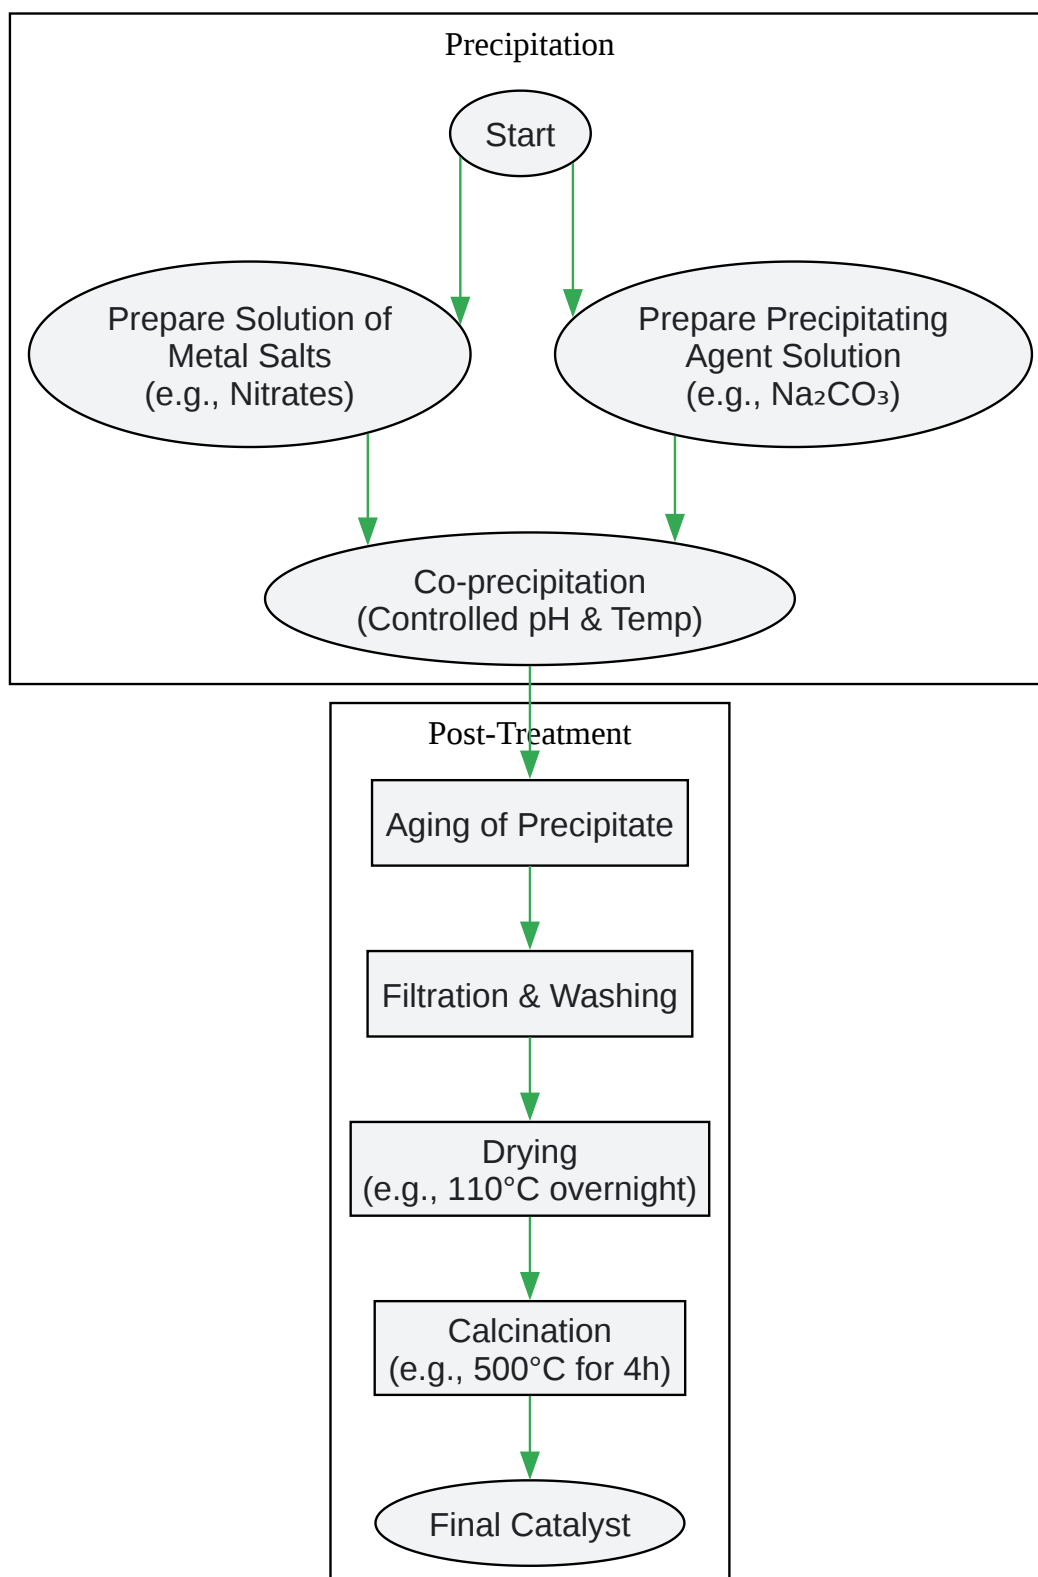 Precipitation
Start
Prepare Solution of
Metal Salts
(e.g., Nitrates)
Prepare Precipitating
Agent Solution
(e.g., Na₂CO₃)
Co-precipitation
(Controlled pH & Temp)
Post-Treatment
Aging of Precipitate
Filtration & Washing
Drying
(e.g., 110°C overnight)
Calcination
(e.g., 500°C for 4h)
Final Catalyst